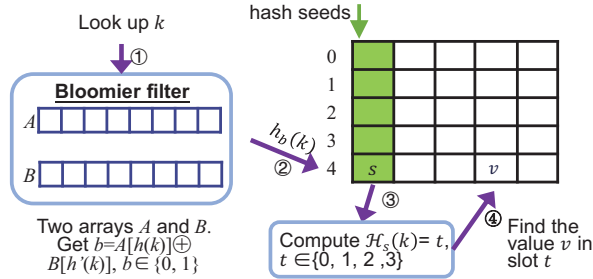 Look up k
①
Bloomier filter
A
B
Two arrays A and B.
Get b=A[h(k)]⊕
B[h'(k)], b∈{0, 1}
h_b(k)
②
hash seeds
0
1
2
3
4 s v
③
④
Compute ℋ_s(k)= t,
t ∈{0, 1, 2 ,3}
Find the
value v in
slot t